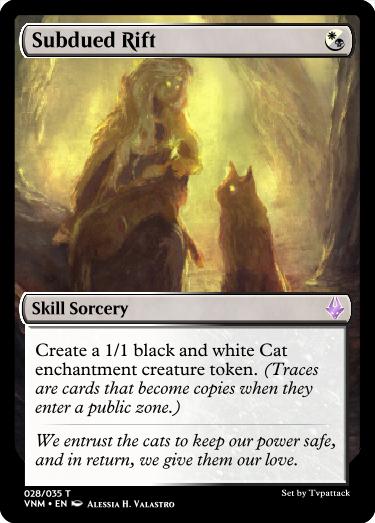 Subdued Rift
Skill Sorcery
Create a 1/1 black and white Cat
enchantment creature token. (Traces
are cards that become copies when they
enter a public zone.)
We entrust the cats to keep our power safe,
and in return, we give them our love.
028/035 T
Set by Tvpattack
VNM • EN Alessia H. Valastro